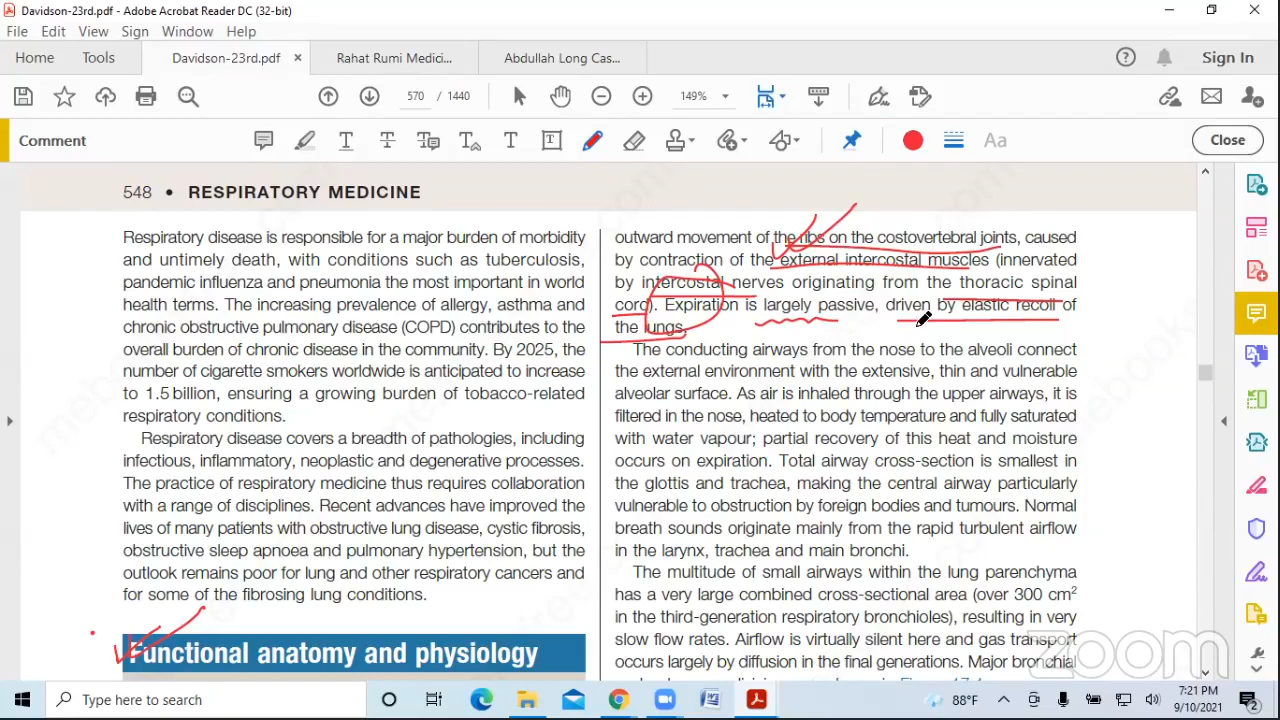 Davidson-23rd.pdf - Adobe Acrobat Reader DC (32-bit)
File Edit View Sign Window Help
Home Tools Davidson-23rd.pdf × Rahat Rumi Medici... Abdullah Long Cas... Sign In
570 / 1440 149%
Comment Close
548 • RESPIRATORY MEDICINE
Respiratory disease is responsible for a major burden of morbidity
and untimely death, with conditions such as tuberculosis,
pandemic influenza and pneumonia the most important in world
health terms. The increasing prevalence of allergy, asthma and
chronic obstructive pulmonary disease (COPD) contributes to the
overall burden of chronic disease in the community. By 2025, the
number of cigarette smokers worldwide is anticipated to increase
to 1.5 billion, ensuring a growing burden of tobacco-related
respiratory conditions.
Respiratory disease covers a breadth of pathologies, including
infectious, inflammatory, neoplastic and degenerative processes.
The practice of respiratory medicine thus requires collaboration
with a range of disciplines. Recent advances have improved the
lives of many patients with obstructive lung disease, cystic fibrosis,
obstructive sleep apnoea and pulmonary hypertension, but the
outlook remains poor for lung and other respiratory cancers and
for some of the fibrosing lung conditions.
Functional anatomy and physiology
outward movement of the ribs on the costovertebral joints, caused
by contraction of the external intercostal muscles (innervated
by intercostal nerves originating from the thoracic spinal
cord). Expiration is largely passive, driven by elastic recoil of
the lungs.
The conducting airways from the nose to the alveoli connect
the external environment with the extensive, thin and vulnerable
alveolar surface. As air is inhaled through the upper airways, it is
filtered in the nose, heated to body temperature and fully saturated
with water vapour; partial recovery of this heat and moisture
occurs on expiration. Total airway cross-section is smallest in
the glottis and trachea, making the central airway particularly
vulnerable to obstruction by foreign bodies and tumours. Normal
breath sounds originate mainly from the rapid turbulent airflow
in the larynx, trachea and main bronchi.
The multitude of small airways within the lung parenchyma
has a very large combined cross-sectional area (over 300 cm²
in the third-generation respiratory bronchioles), resulting in very
slow flow rates. Airflow is virtually silent here and gas transport
occurs largely by diffusion in the final generations. Major bronchial
zoom
Type here to search
88°F
7:21 PM
9/10/2021
2